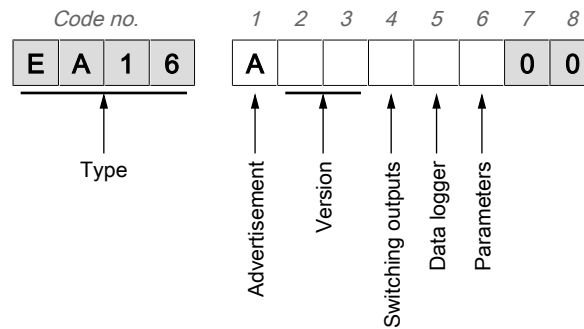 Code no. 1 2 3 4 5 6 7 8
E A 1 6 A 0 0
Type
Advertisement
Version
Switching outputs
Data logger
Parameters